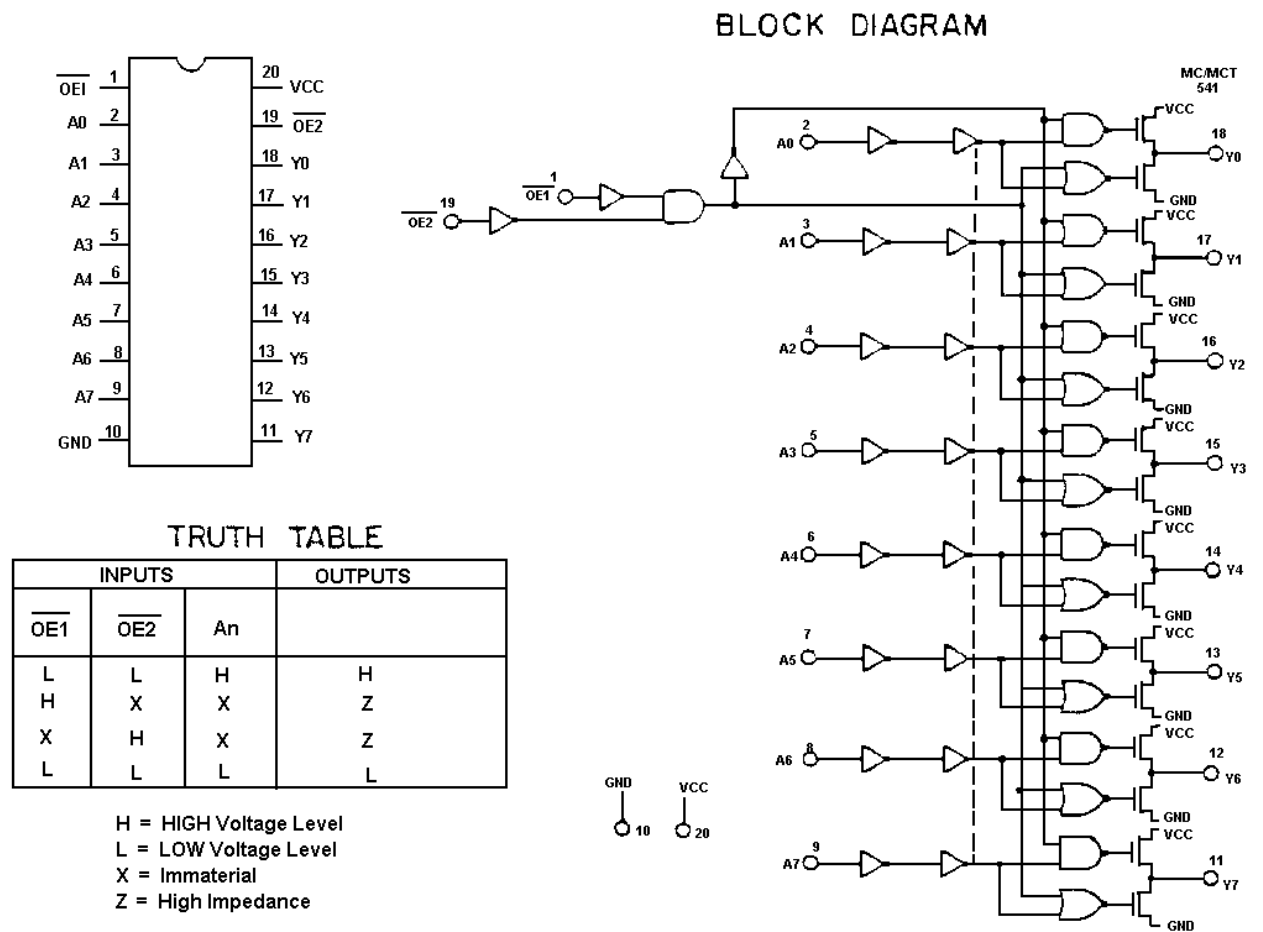 BLOCK DIAGRAM
OE1 1
A0 2
A1 3
A2 4
A3 5
A4 6
A5 7
A6 8
A7 9
GND 10
20 VCC
19 OE2
18 Y0
17 Y1
16 Y2
15 Y3
14 Y4
13 Y5
12 Y6
11 Y7
TRUTH TABLE
INPUTS OUTPUTS
OE1 OE2 An
L L H H
H X X Z
X H X Z
L L L L
H = HIGH Voltage Level
L = LOW Voltage Level
X = Immaterial
Z = High Impedance
MC/MCT
541
OE1 1
OE2 19
2
A0
VCC
18
Y0
GND
3
A1
VCC
17
Y1
GND
4
A2
VCC
16
Y2
GND
5
A3
VCC
15
Y3
GND
6
A4
VCC
14
Y4
GND
7
A5
VCC
13
Y5
GND
8
A6
VCC
12
Y6
GND
9
A7
VCC
11
Y7
GND
GND
10
VCC
20